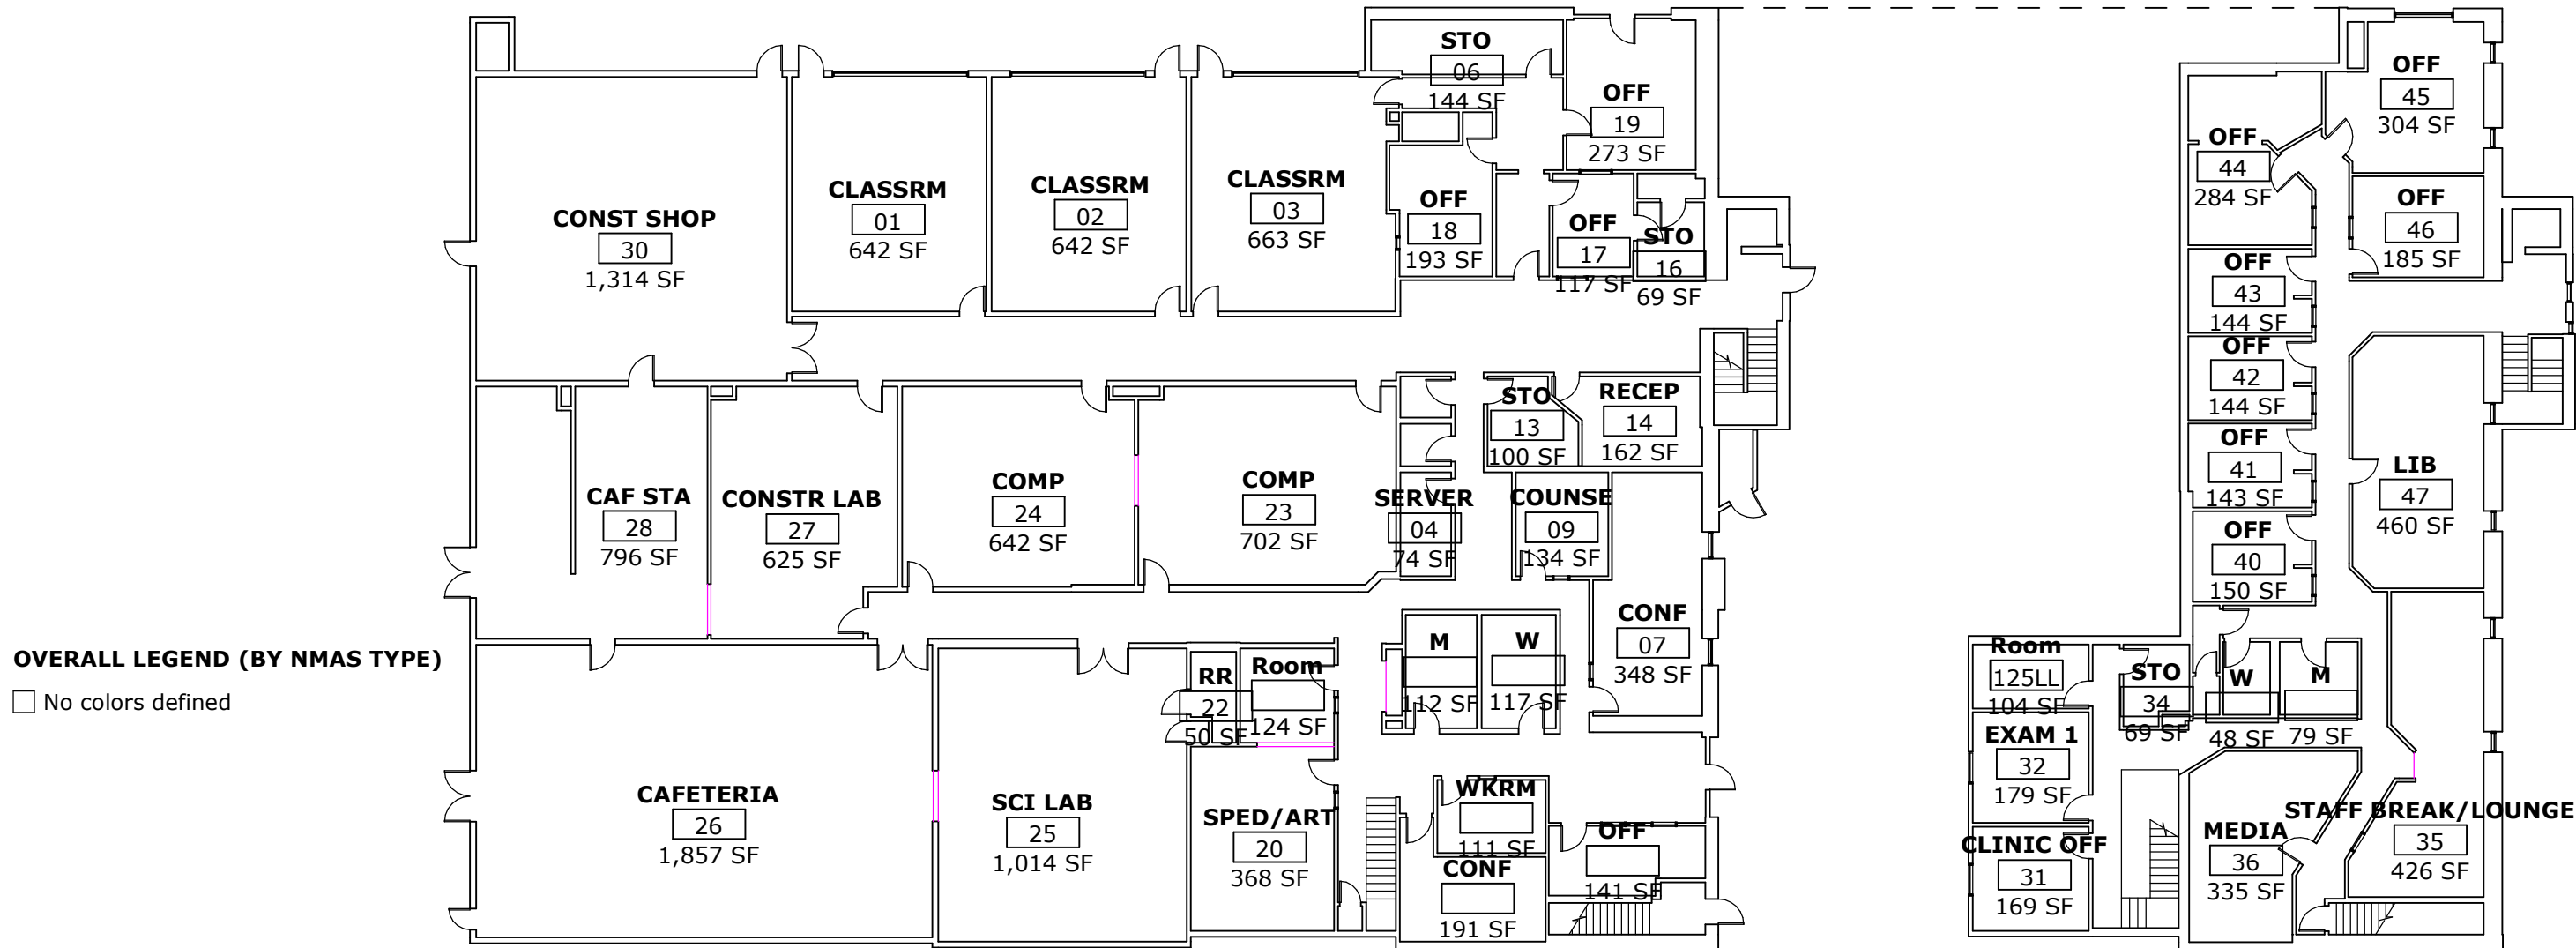 STO
06
144 SF
OFF
19
273 SF
OFF
45
304 SF
OFF
44
284 SF
CLASSRM
01
642 SF
CLASSRM
02
642 SF
CLASSRM
03
663 SF
CONST SHOP
30
1,314 SF
OFF
18
193 SF
OFF
17
117 SF
STO
16
69 SF
OFF
46
185 SF
OFF
43
144 SF
OFF
42
144 SF
STO
13
100 SF
RECEP
14
162 SF
OFF
41
143 SF
LIB
47
460 SF
CAF STA
28
796 SF
CONSTR LAB
27
625 SF
COMP
24
642 SF
COMP
23
702 SF
SERVER
04
74 SF
COUNSE
09
134 SF
OFF
40
150 SF
CONF
07
348 SF
M
112 SF
W
117 SF
OVERALL LEGEND (BY NMAS TYPE)
No colors defined
RR
22
50 SF
Room
124 SF
Room
125LL
104 SF
STO
34
69 SF
W
48 SF
M
79 SF
EXAM 1
32
179 SF
CAFETERIA
26
1,857 SF
SCI LAB
25
1,014 SF
SPED/ART
20
368 SF
WKRM
111 SF
OFF
141 SF
CONF
191 SF
CLINIC OFF
31
169 SF
MEDIA
36
335 SF
STAFF BREAK/LOUNGE
35
426 SF